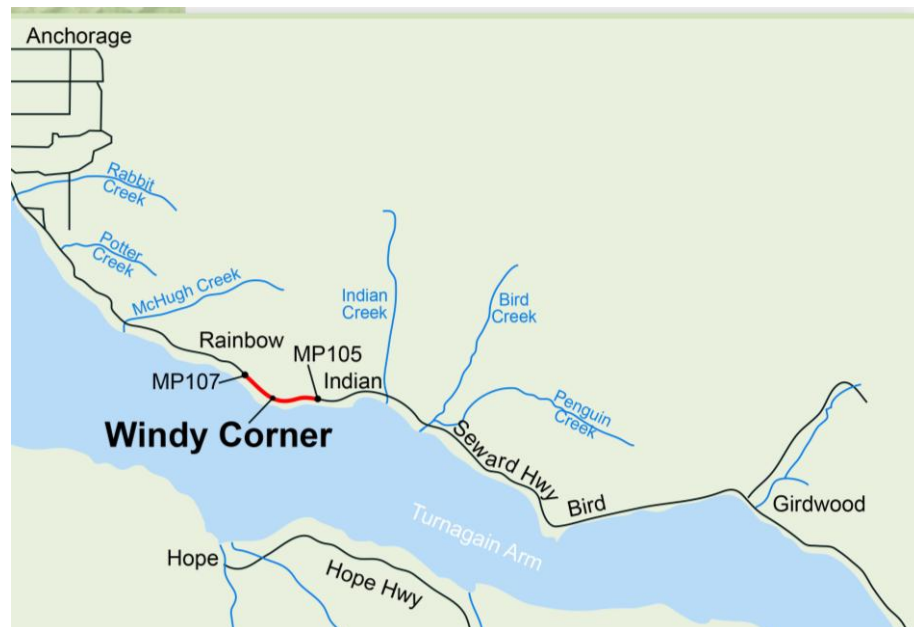 Anchorage
Rabbit
Creek
Potter
Creek
McHugh Creek
Indian
Creek
Bird
Creek
Rainbow
MP105
MP107
Indian
Penguin
Creek
Windy Corner
Seward Hwy
Bird
Girdwood
Turnagain Arm
Hope
Hope Hwy